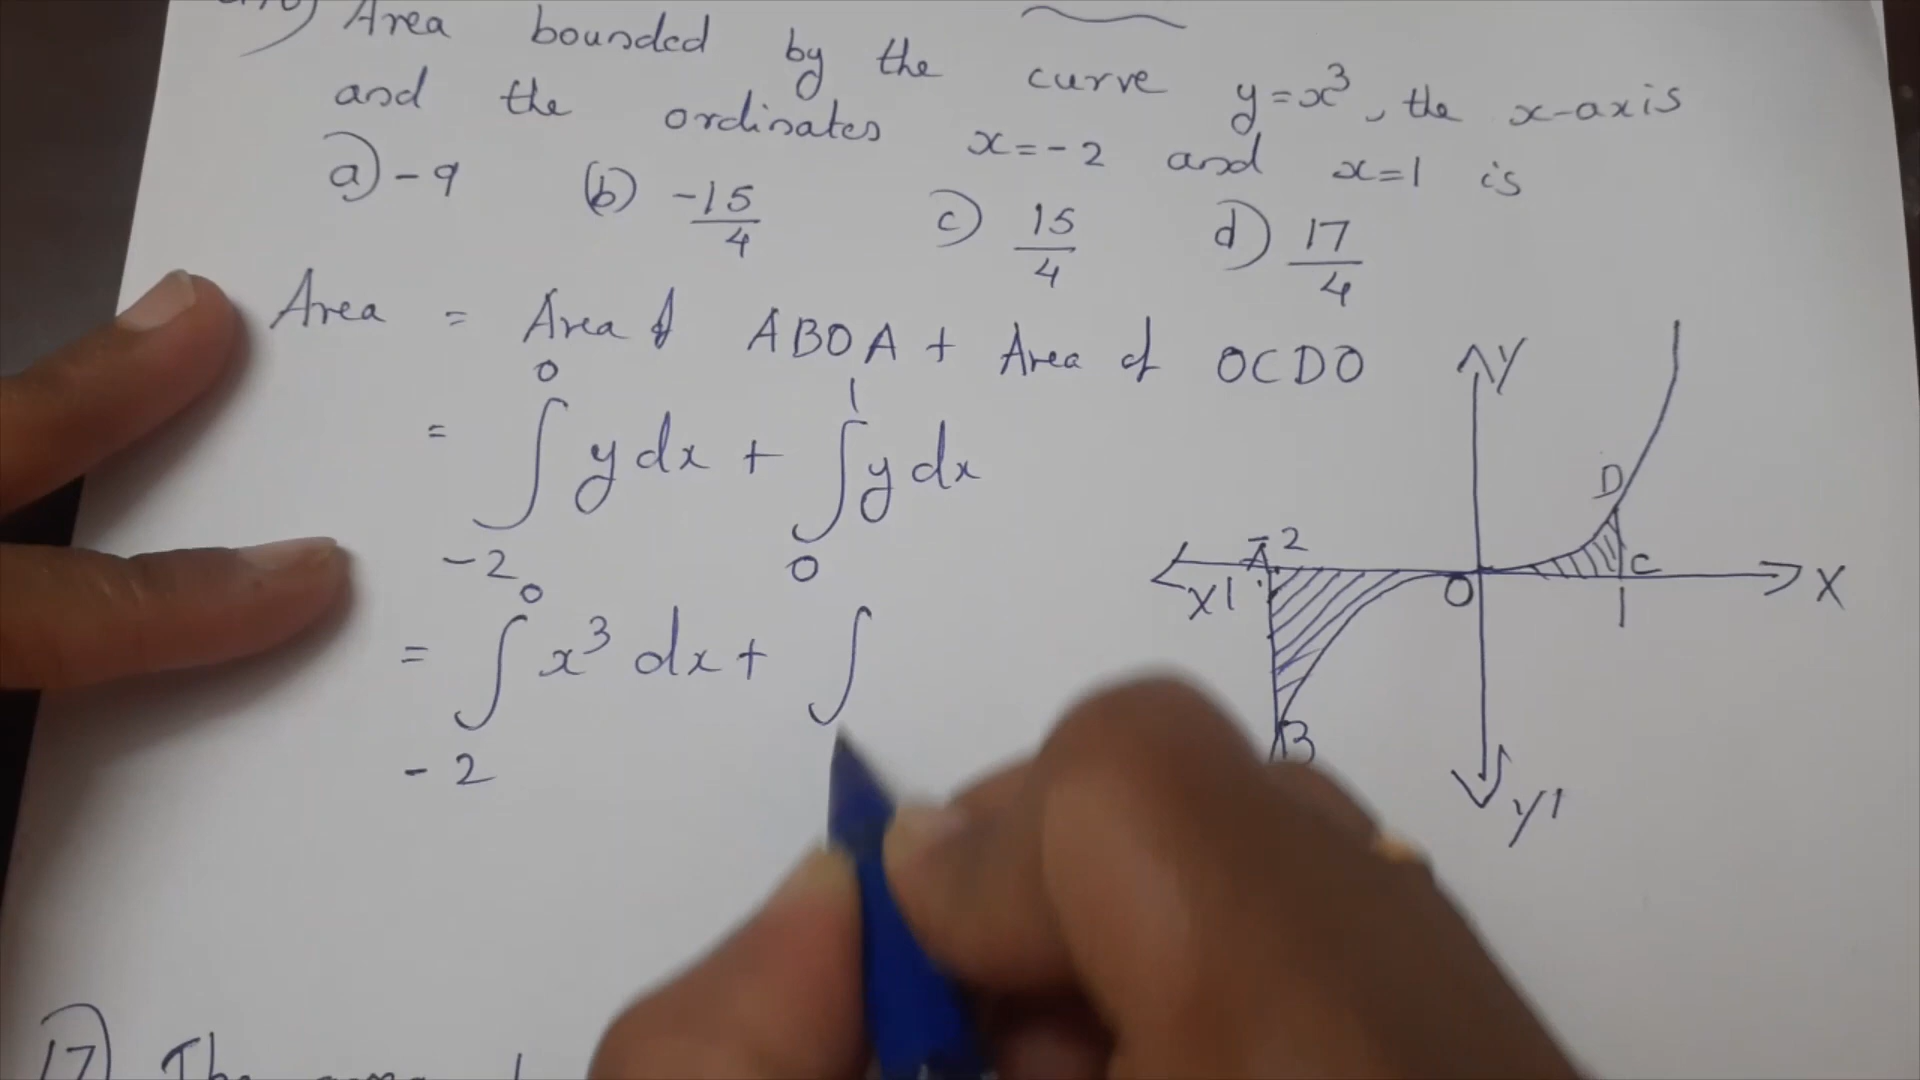 Area bounded by the curve y=x³, the x-axis
and the ordinates x=-2 and x=1 is
a) -9 (b) -15/4 c) 15/4 d) 17/4
Area = Area of ABOA + Area of OCDO
= ∫₋₂⁰ y dx + ∫₀¹ y dx
= ∫₋₂⁰ x³ dx + ∫
Y
D
A -2
C
X1
O
1
X
B
Y1
17) The